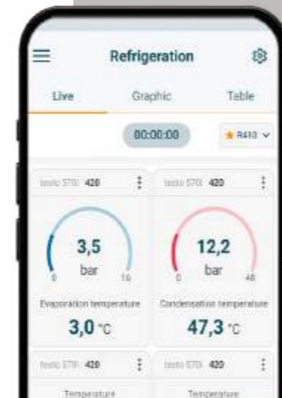 Refrigeration
Live Graphic Table
00:00:00 R410
testo 570i 420 testo 570i 420
3,5 12,2
bar bar
0 16 0 48
Evaporation temperature Condensation temperature
3,0 °C 47,3 °C
testo 570i 420 testo 570i 420
Temperature Temperature